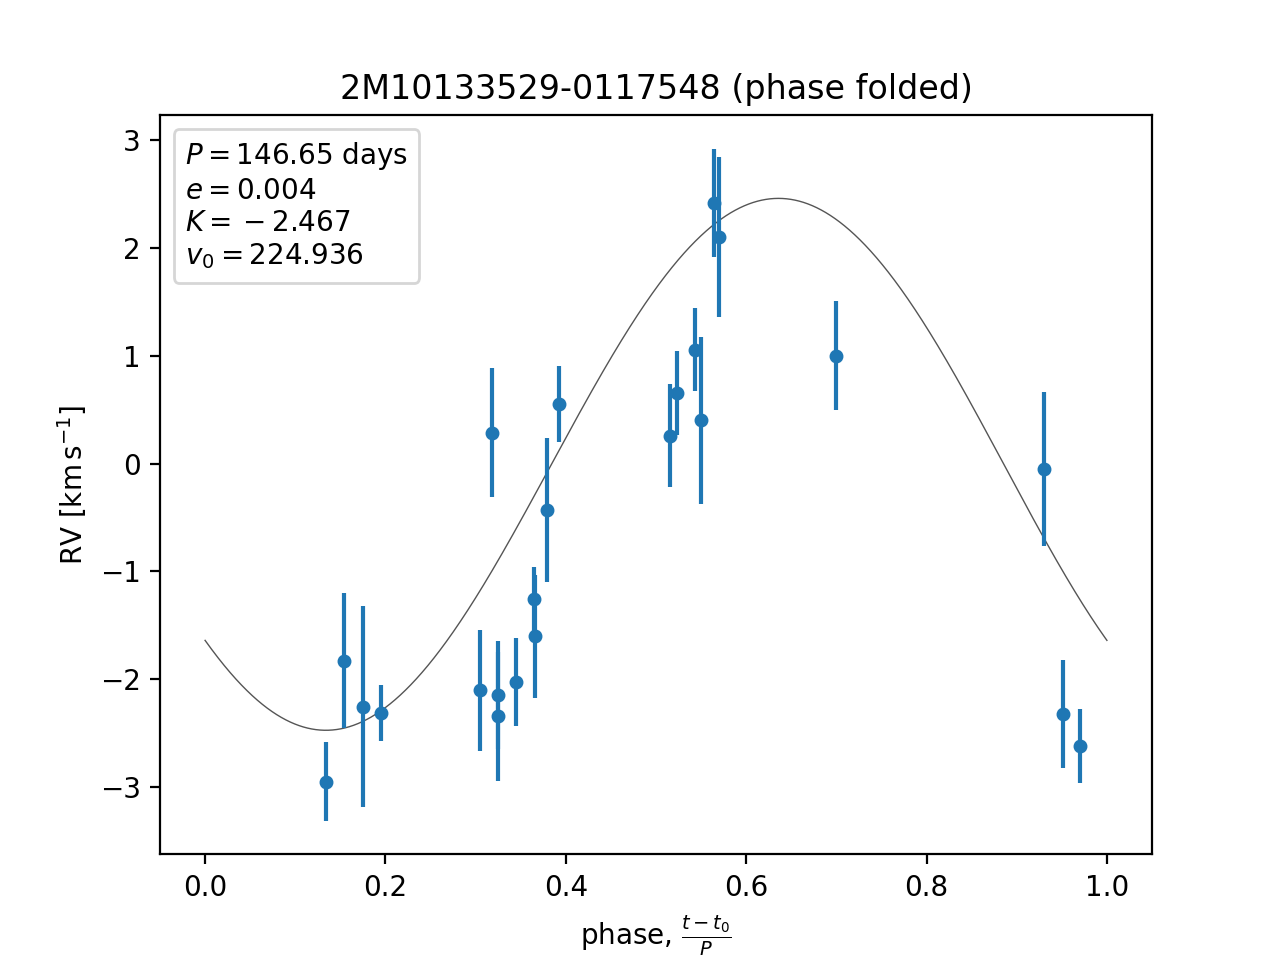 2M10133529-0117548 (phase folded)
P = 146.65 days
e = 0.004
K = −2.467
v₀ = 224.936
3
2
1
0
−1
−2
−3
RV [km s⁻¹]
0.0 0.2 0.4 0.6 0.8 1.0
phase, (t − t₀)/P